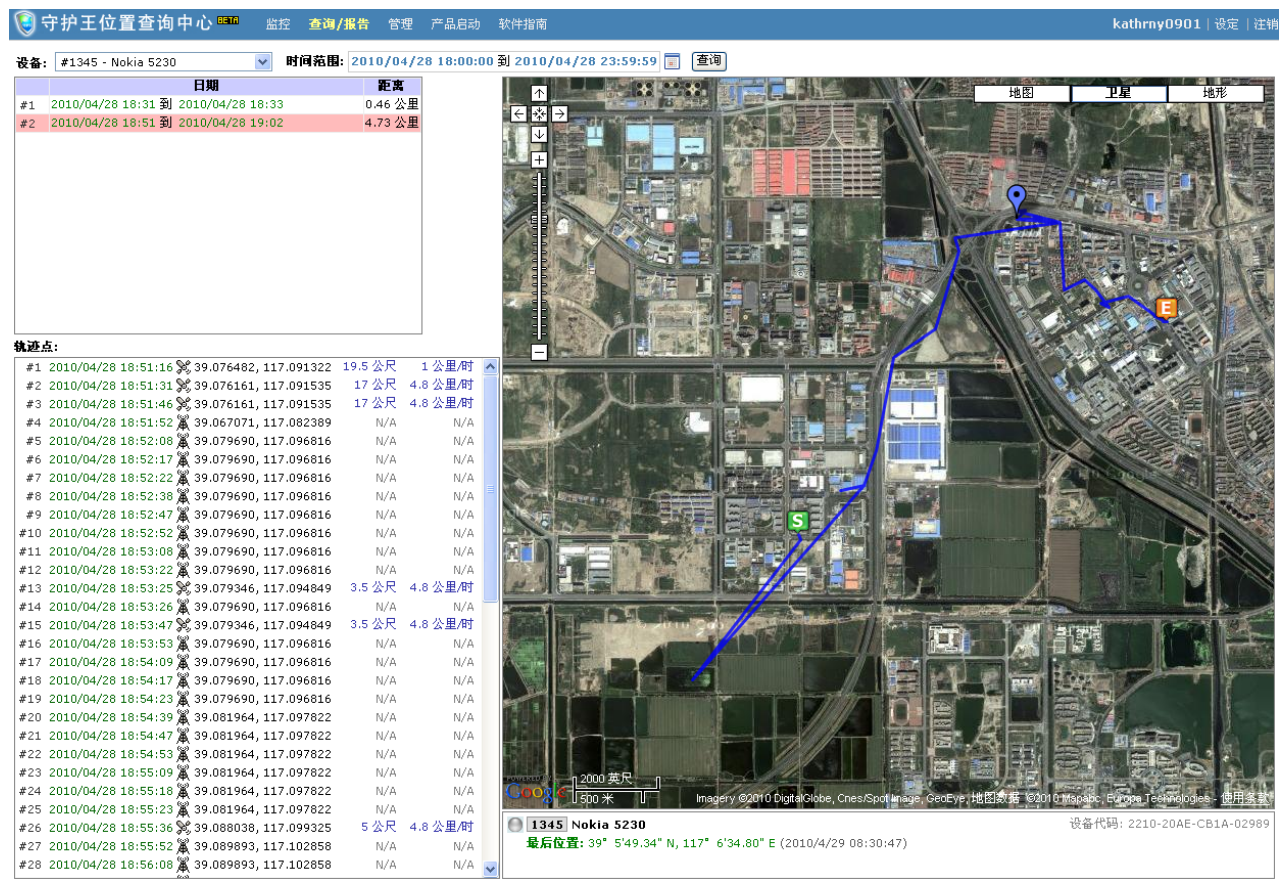 守护王位置查询中心 BETA 监控 查询/报告 管理 产品启动 软件指南 kathrny0901 | 设定 | 注销
设备: #1345 - Nokia 5230 时间范围: 2010/04/28 18:00:00 到 2010/04/28 23:59:59 查询
日期 距离
#1 2010/04/28 18:31 到 2010/04/28 18:33 0.46 公里
#2 2010/04/28 18:51 到 2010/04/28 19:02 4.73 公里
地图 卫星 地形
E
S
轨迹点:
#1 2010/04/28 18:51:16 39.076482, 117.091322 19.5 公尺 1 公里/时
#2 2010/04/28 18:51:31 39.076161, 117.091535 17 公尺 4.8 公里/时
#3 2010/04/28 18:51:46 39.076161, 117.091535 17 公尺 4.8 公里/时
#4 2010/04/28 18:51:52 39.067071, 117.082389 N/A N/A
#5 2010/04/28 18:52:08 39.079690, 117.096816 N/A N/A
#6 2010/04/28 18:52:17 39.079690, 117.096816 N/A N/A
#7 2010/04/28 18:52:22 39.079690, 117.096816 N/A N/A
#8 2010/04/28 18:52:38 39.079690, 117.096816 N/A N/A
#9 2010/04/28 18:52:47 39.079690, 117.096816 N/A N/A
#10 2010/04/28 18:52:52 39.079690, 117.096816 N/A N/A
#11 2010/04/28 18:53:08 39.079690, 117.096816 N/A N/A
#12 2010/04/28 18:53:22 39.079690, 117.096816 N/A N/A
#13 2010/04/28 18:53:25 39.079346, 117.094849 3.5 公尺 4.8 公里/时
#14 2010/04/28 18:53:26 39.079690, 117.096816 N/A N/A
#15 2010/04/28 18:53:47 39.079346, 117.094849 3.5 公尺 4.8 公里/时
#16 2010/04/28 18:53:53 39.079690, 117.096816 N/A N/A
#17 2010/04/28 18:54:09 39.079690, 117.096816 N/A N/A
#18 2010/04/28 18:54:17 39.079690, 117.096816 N/A N/A
#19 2010/04/28 18:54:23 39.079690, 117.096816 N/A N/A
#20 2010/04/28 18:54:39 39.081964, 117.097822 N/A N/A
#21 2010/04/28 18:54:47 39.081964, 117.097822 N/A N/A
#22 2010/04/28 18:54:53 39.081964, 117.097822 N/A N/A
#23 2010/04/28 18:55:09 39.081964, 117.097822 N/A N/A
#24 2010/04/28 18:55:18 39.081964, 117.097822 N/A N/A
#25 2010/04/28 18:55:23 39.081964, 117.097822 N/A N/A
#26 2010/04/28 18:55:36 39.088038, 117.099325 5 公尺 4.8 公里/时
#27 2010/04/28 18:55:52 39.089893, 117.102858 N/A N/A
#28 2010/04/28 18:56:08 39.089893, 117.102858 N/A N/A
POWERED BY
Google
2000 英尺
500 米
Imagery ©2010 DigitalGlobe, Cnes/Spot Image, GeoEye, 地图数据 ©2010 Mapabc, Europa Technologies - 使用条款
1345 Nokia 5230 设备代码: 2210-20AE-CB1A-02989
最后位置: 39° 5'49.34" N, 117° 6'34.80" E (2010/4/29 08:30:47)